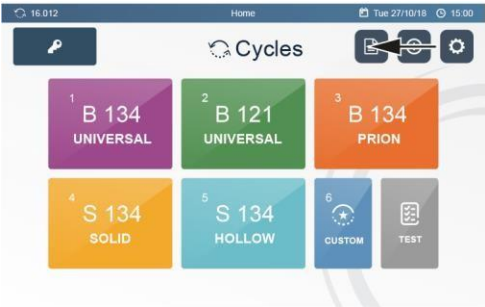 16.012 Home Tue 27/10/18 15:00
Cycles
1
B 134
UNIVERSAL
2
B 121
UNIVERSAL
3
B 134
PRION
4
S 134
SOLID
5
S 134
HOLLOW
6
CUSTOM
TEST